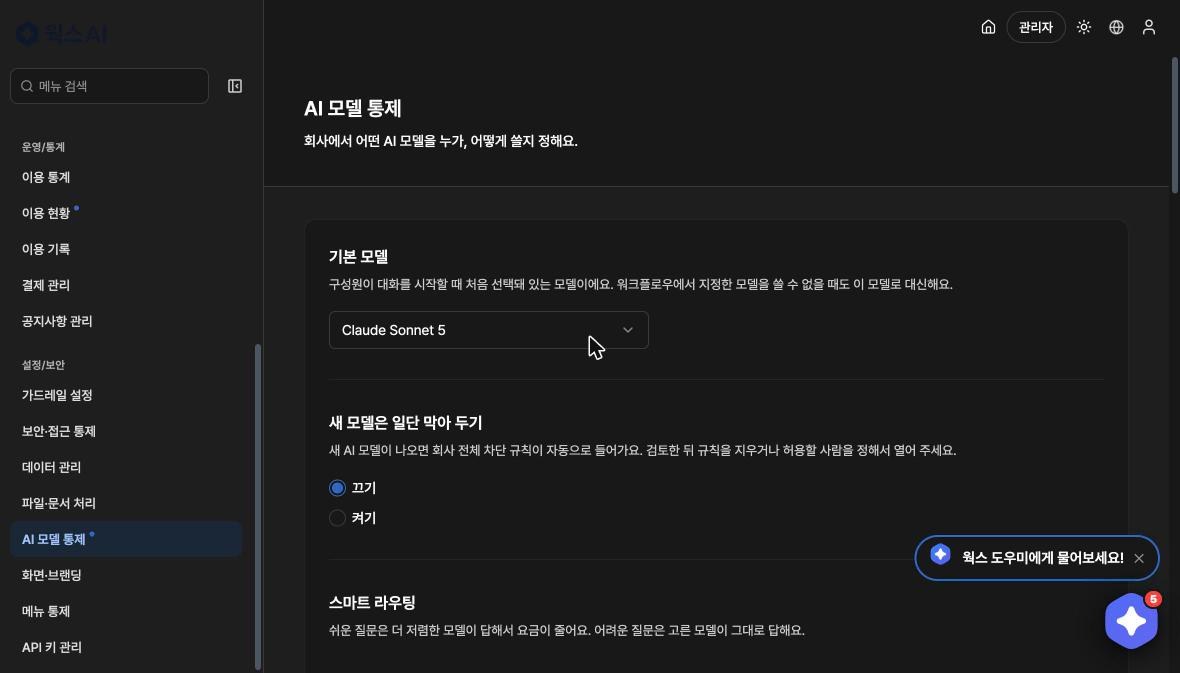 웍스AI
관리자
메뉴 검색
운영/통계
이용 통계
이용 현황
이용 기록
결제 관리
공지사항 관리
설정/보안
가드레일 설정
보안·접근 통제
데이터 관리
파일·문서 처리
AI 모델 통제
화면·브랜딩
메뉴 통제
API 키 관리
AI 모델 통제
회사에서 어떤 AI 모델을 누가, 어떻게 쓸지 정해요.
기본 모델
구성원이 대화를 시작할 때 처음 선택돼 있는 모델이에요. 워크플로우에서 지정한 모델을 쓸 수 없을 때도 이 모델로 대신해요.
Claude Sonnet 5
새 모델은 일단 막아 두기
새 AI 모델이 나오면 회사 전체 차단 규칙이 자동으로 들어가요. 검토한 뒤 규칙을 지우거나 허용할 사람을 정해서 열어 주세요.
끄기
켜기
스마트 라우팅
쉬운 질문은 더 저렴한 모델이 답해서 요금이 줄어요. 어려운 질문은 고른 모델이 그대로 답해요.
웍스 도우미에게 물어보세요!
5